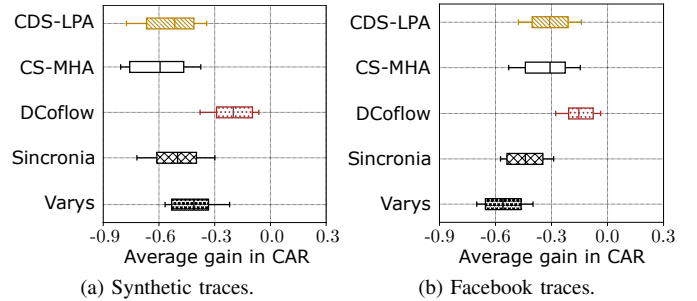 CDS-LPA
CS-MHA
DCoflow
Sincronia
Varys
-0.9 -0.6 -0.3 0.0 0.3
Average gain in CAR
(a) Synthetic traces.
CDS-LPA
CS-MHA
DCoflow
Sincronia
Varys
-0.9 -0.6 -0.3 0.0 0.3
Average gain in CAR
(b) Facebook traces.